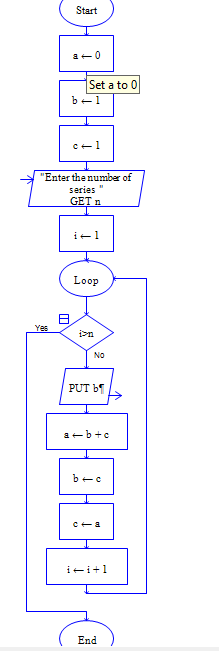 Start
a ← 0
Set a to 0
b ← 1
c ← 1
"Enter the number of
series "
GET n
i ← 1
Loop
Yes
i>n
No
PUT b¶
a ← b + c
b ← c
c ← a
i ← i + 1
End